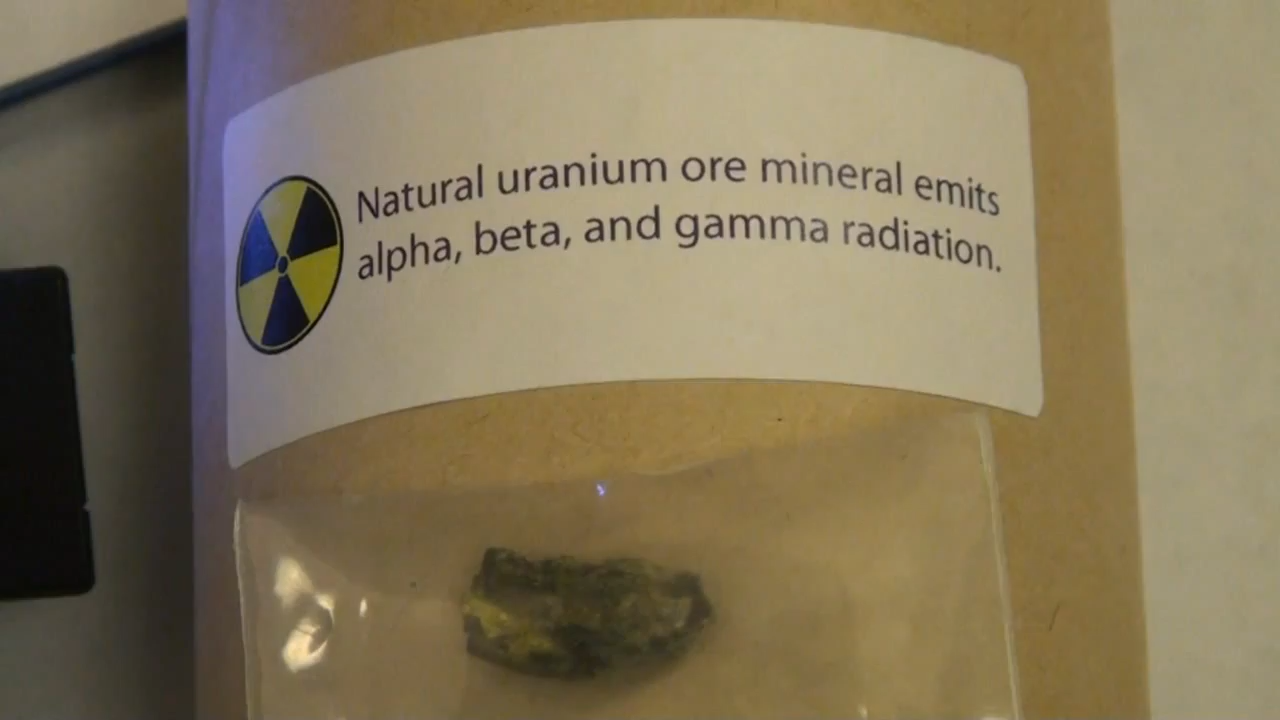 Natural uranium ore mineral emits
alpha, beta, and gamma radiation.